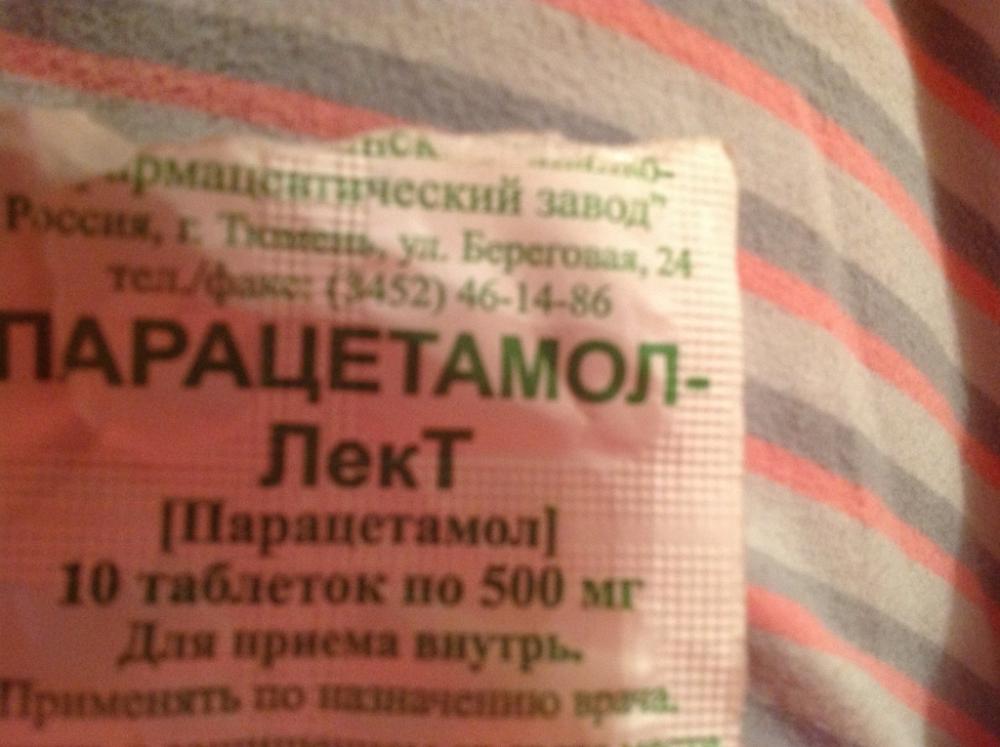 фармацевтический завод"
Россия, г. Тюмень, ул. Береговая, 24
тел./факс: (3452) 46-14-86
ПАРАЦЕТАМОЛ-
ЛекТ
[Парацетамол]
10 таблеток по 500 мг
Для приема внутрь.
Применять по назначению врача.